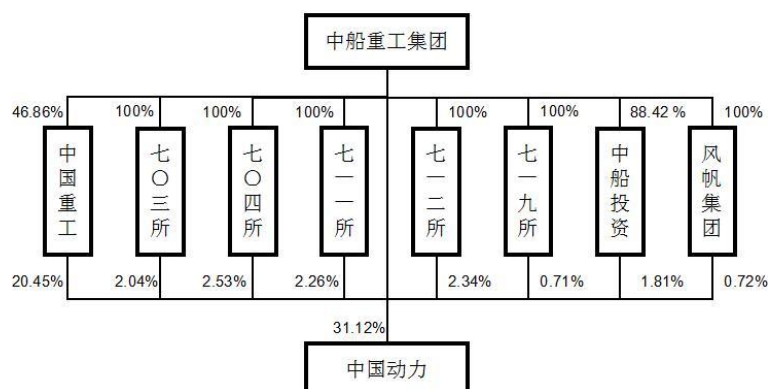 中船重工集团
46.86% 100% 100% 100% 100% 100% 88.42 % 100%
中国重工
七〇三所
七〇四所
七一一所
七一二所
七一九所
中船投资
风帆集团
20.45% 2.04% 2.53% 2.26% 2.34% 0.71% 1.81% 0.72%
31.12%
中国动力